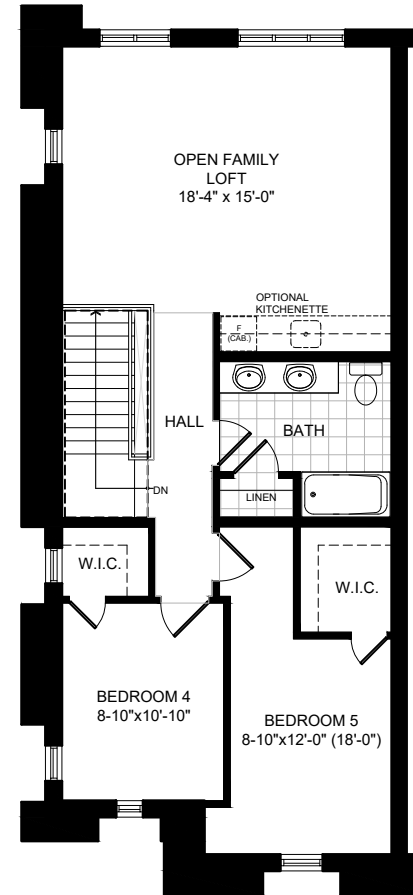 OPEN FAMILY
LOFT
18'-4" x 15'-0"
OPTIONAL
KITCHENETTE
F
(CAB.)
HALL
BATH
DN
LINEN
W.I.C.
W.I.C.
BEDROOM 4
8-10"x10'-10"
BEDROOM 5
8-10"x12'-0" (18'-0")